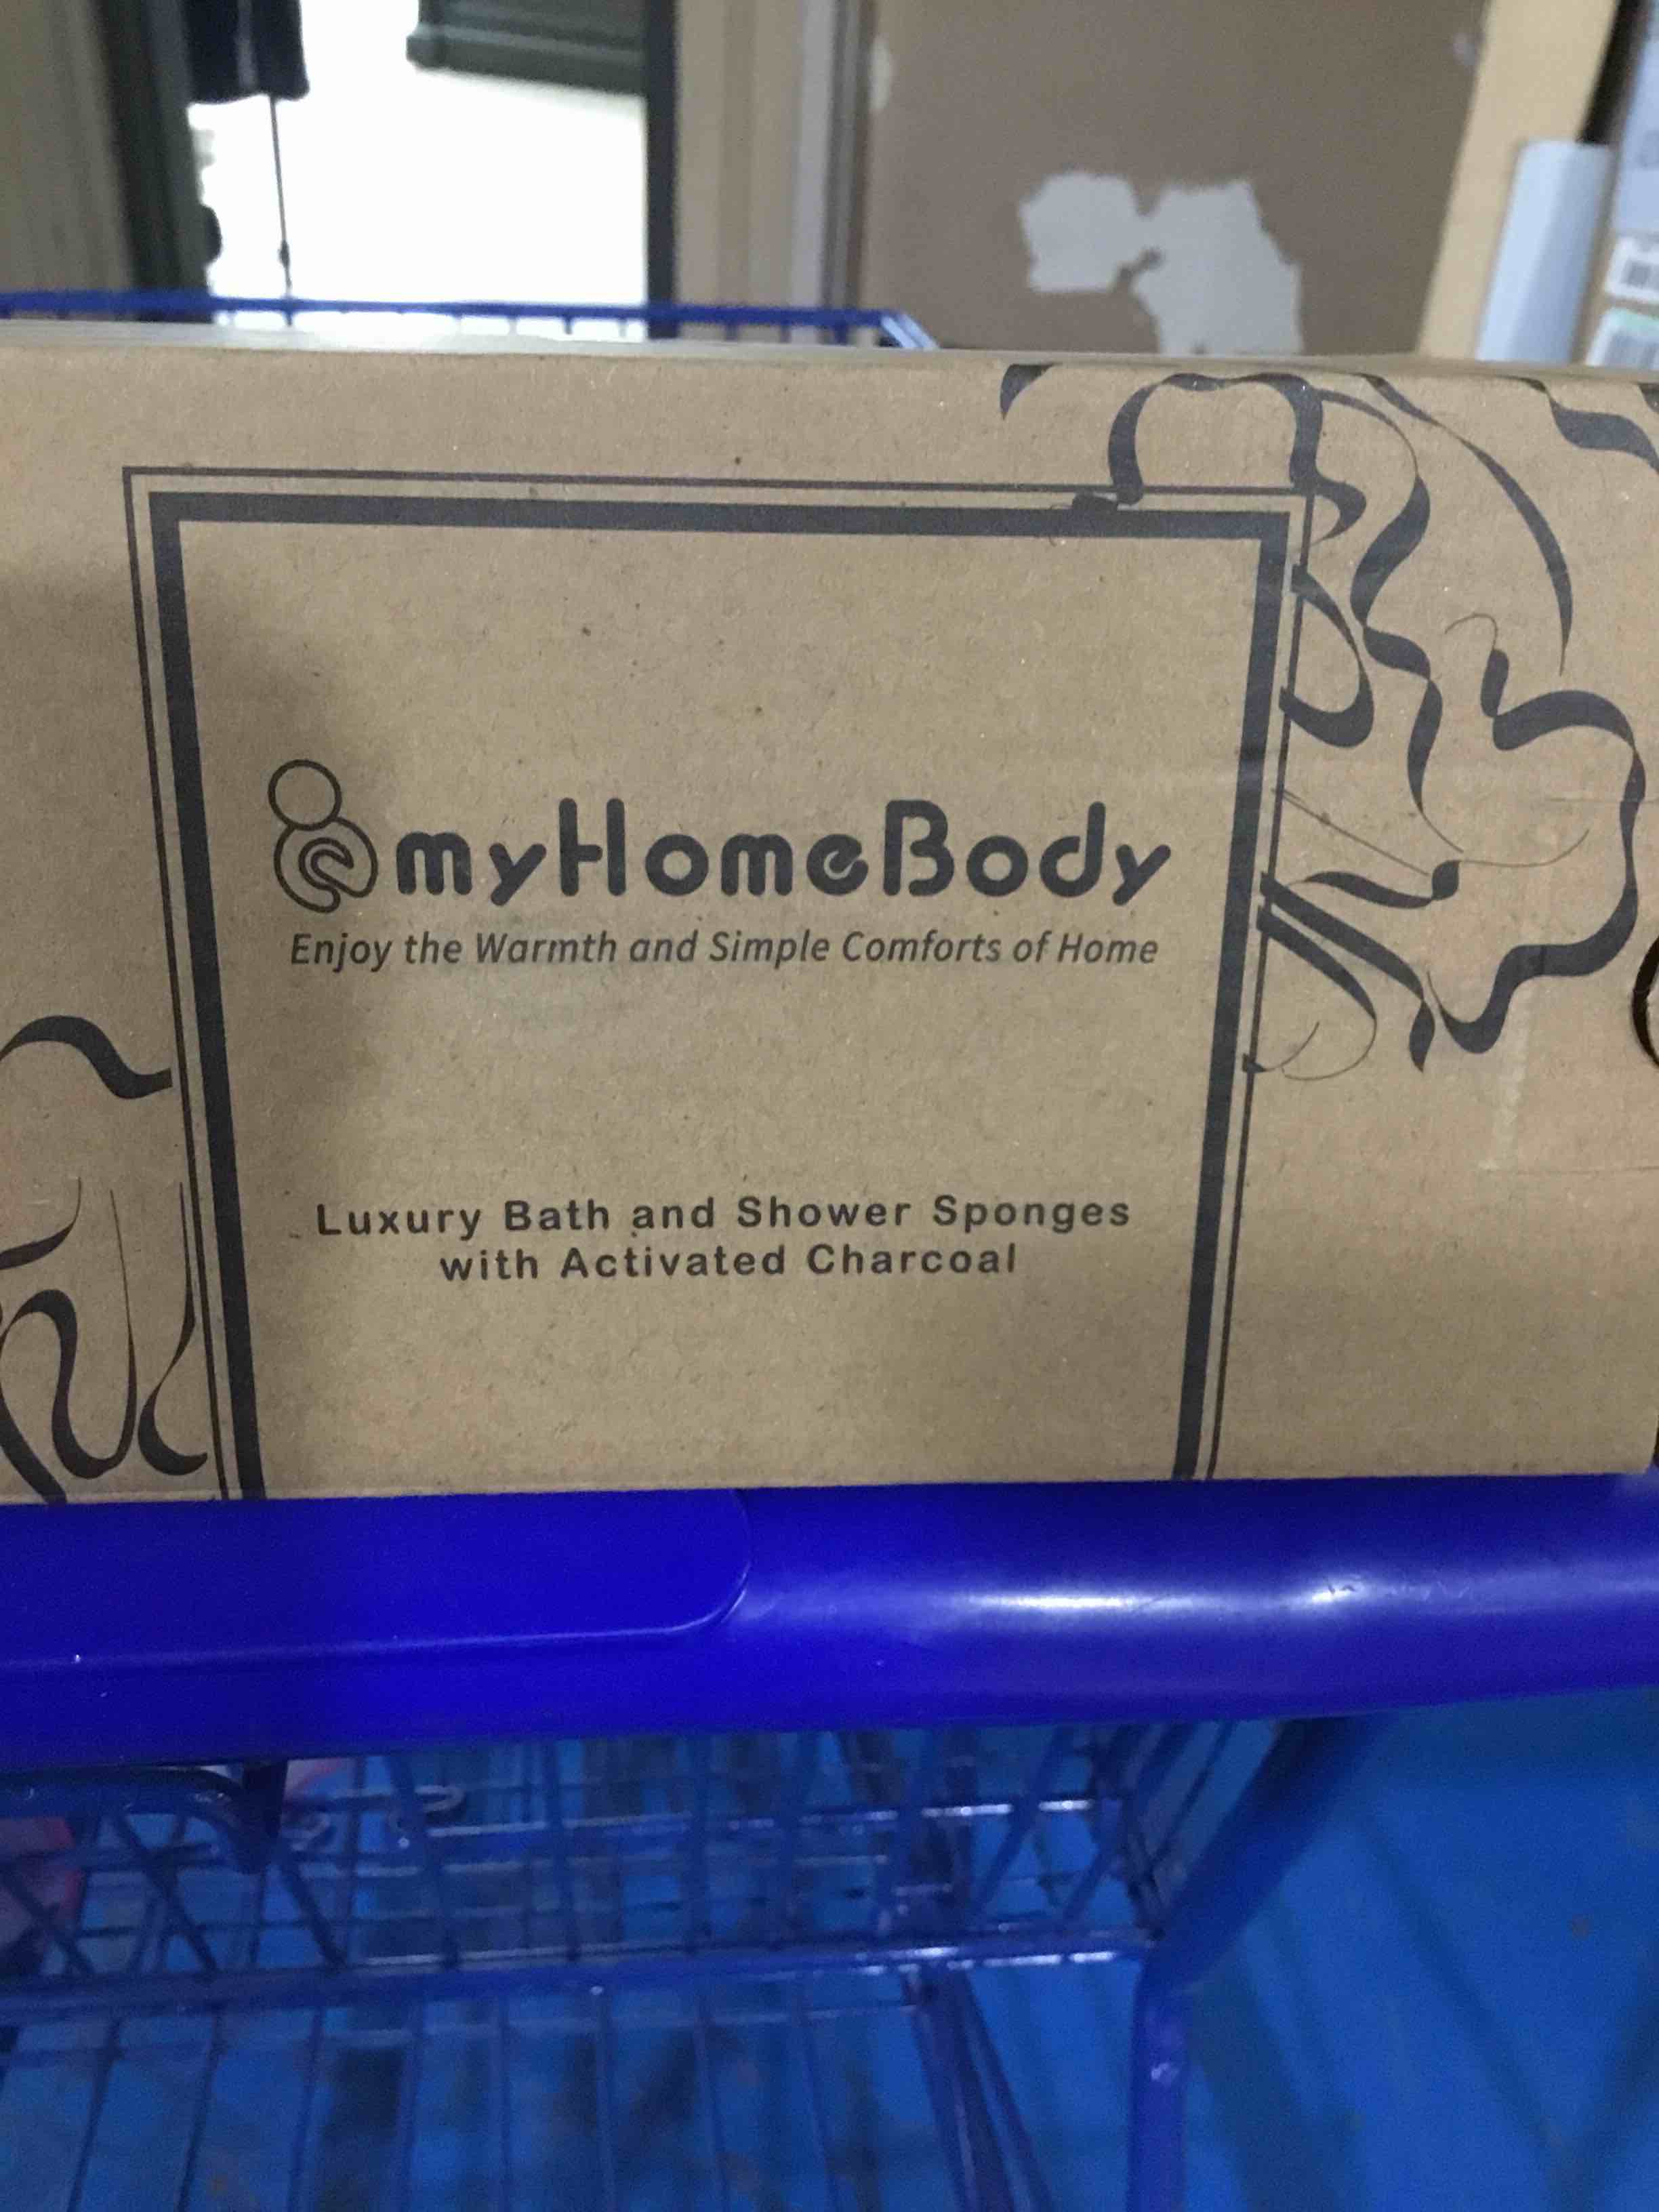 myHomeBody
Enjoy the Warmth and Simple Comforts of Home
Luxury Bath and Shower Sponges
with Activated Charcoal